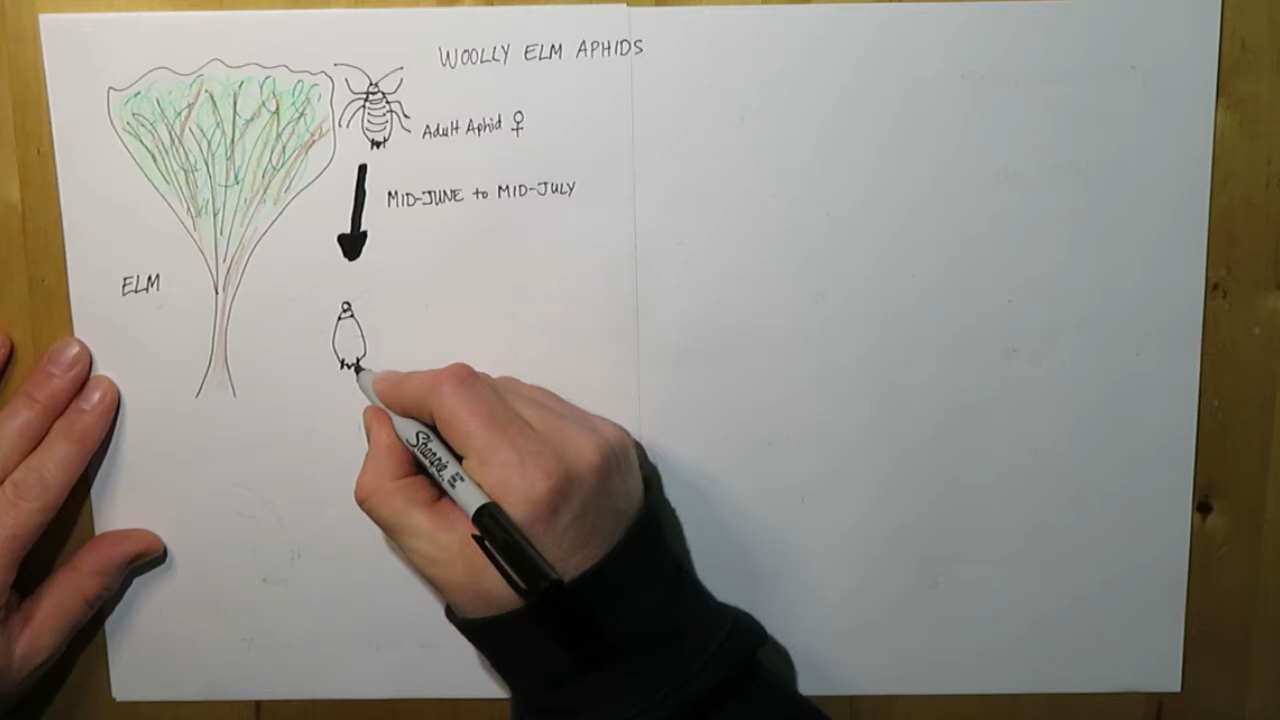 WOOLLY ELM APHIDS
Adult Aphid ♀
MID-JUNE to MID-JULY
ELM
Sharpie